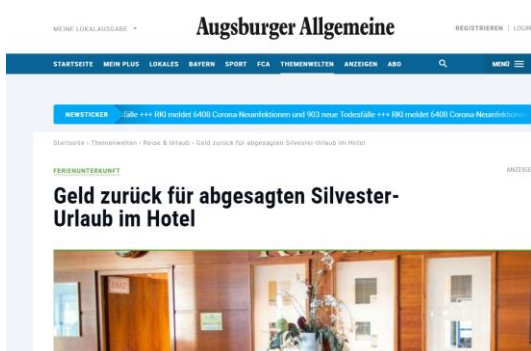 MEINE LOKALAUSGABE
Augsburger Allgemeine
REGISTRIEREN | LOGIN
STARTSEITE MEIN PLUS LOKALES BAYERN SPORT FCA THEMENWELTEN ANZEIGEN ABO MENÜ
NEWSTICKER fälle +++ RKI meldet 6408 Corona-Neuinfektionen und 903 neue Todesfälle +++ RKI meldet 6408 Corona-Neuinfektionen
Startseite › Themenwelten › Reise & Urlaub › Geld zurück für abgesagten Silvester-Urlaub im Hotel
FERIENUNTERKUNFT
ANZEIGE
Geld zurück für abgesagten Silvester-
Urlaub im Hotel